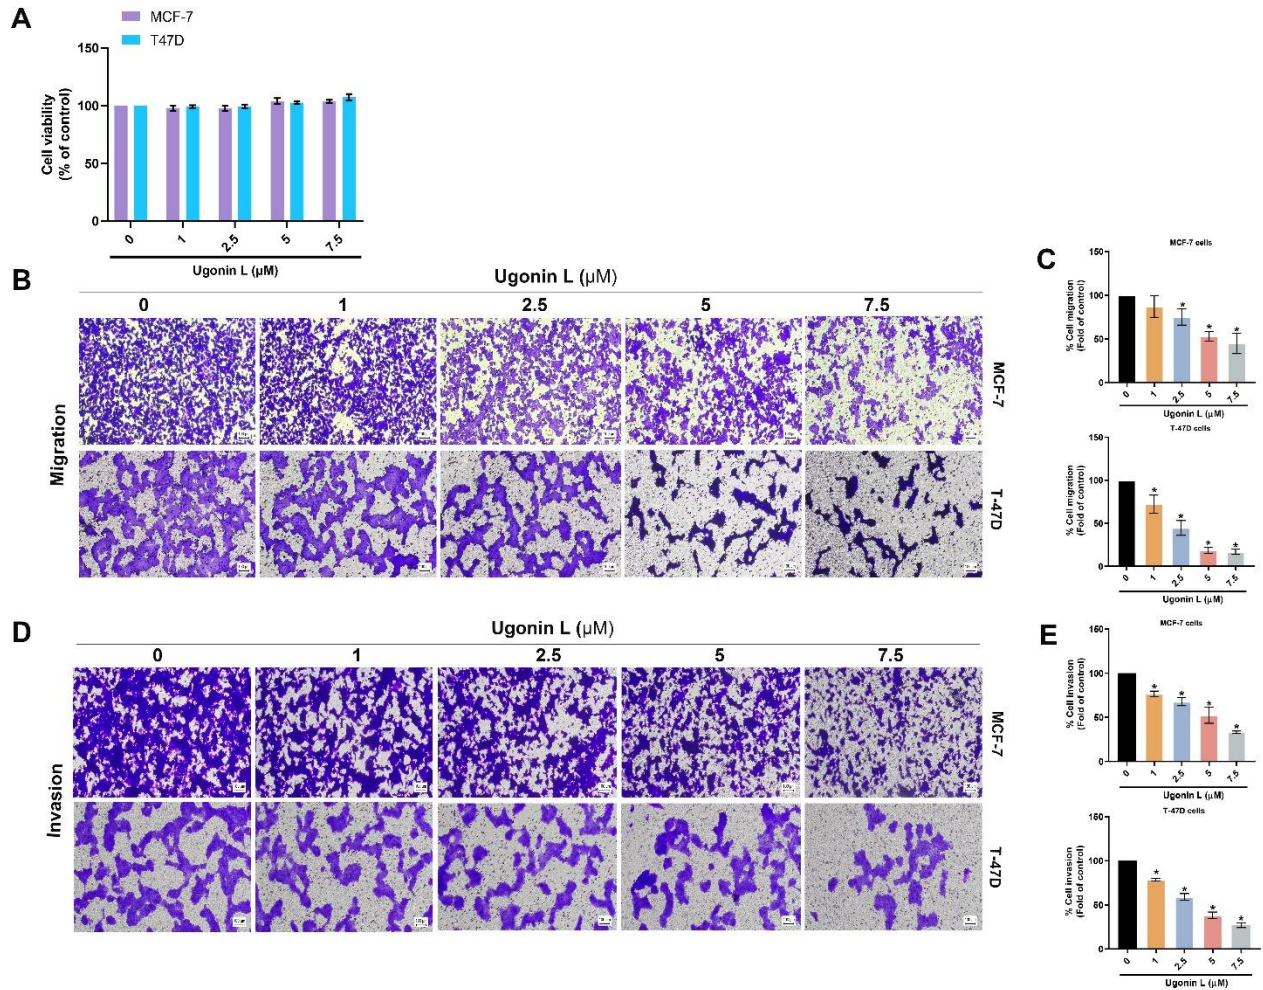 A
MCF-7
T47D
150
100
50
0
Cell viability
(% of control)
0 1 2.5 5 7.5
Ugonin L (μM)
B
Ugonin L (μM)
0 1 2.5 5 7.5
Migration
MCF-7
T-47D
C
MCF-7 cells
150
100
50
0
% Cell migration
(Fold of control)
* * *
0 1 2.5 5 7.5
Ugonin L (μM)
T-47D cells
150
100
50
0
% Cell migration
(Fold of control)
* * * *
0 1 2.5 5 7.5
Ugonin L (μM)
D
Ugonin L (μM)
0 1 2.5 5 7.5
Invasion
MCF-7
T-47D
E
MCF-7 cells
150
100
50
0
% Cell Invasion
(Fold of control)
* * * *
0 1 2.5 5 7.5
Ugonin L (μM)
T-47D cells
150
100
50
0
% Cell invasion
(Fold of control)
* * * *
0 1 2.5 5 7.5
Ugonin L (μM)